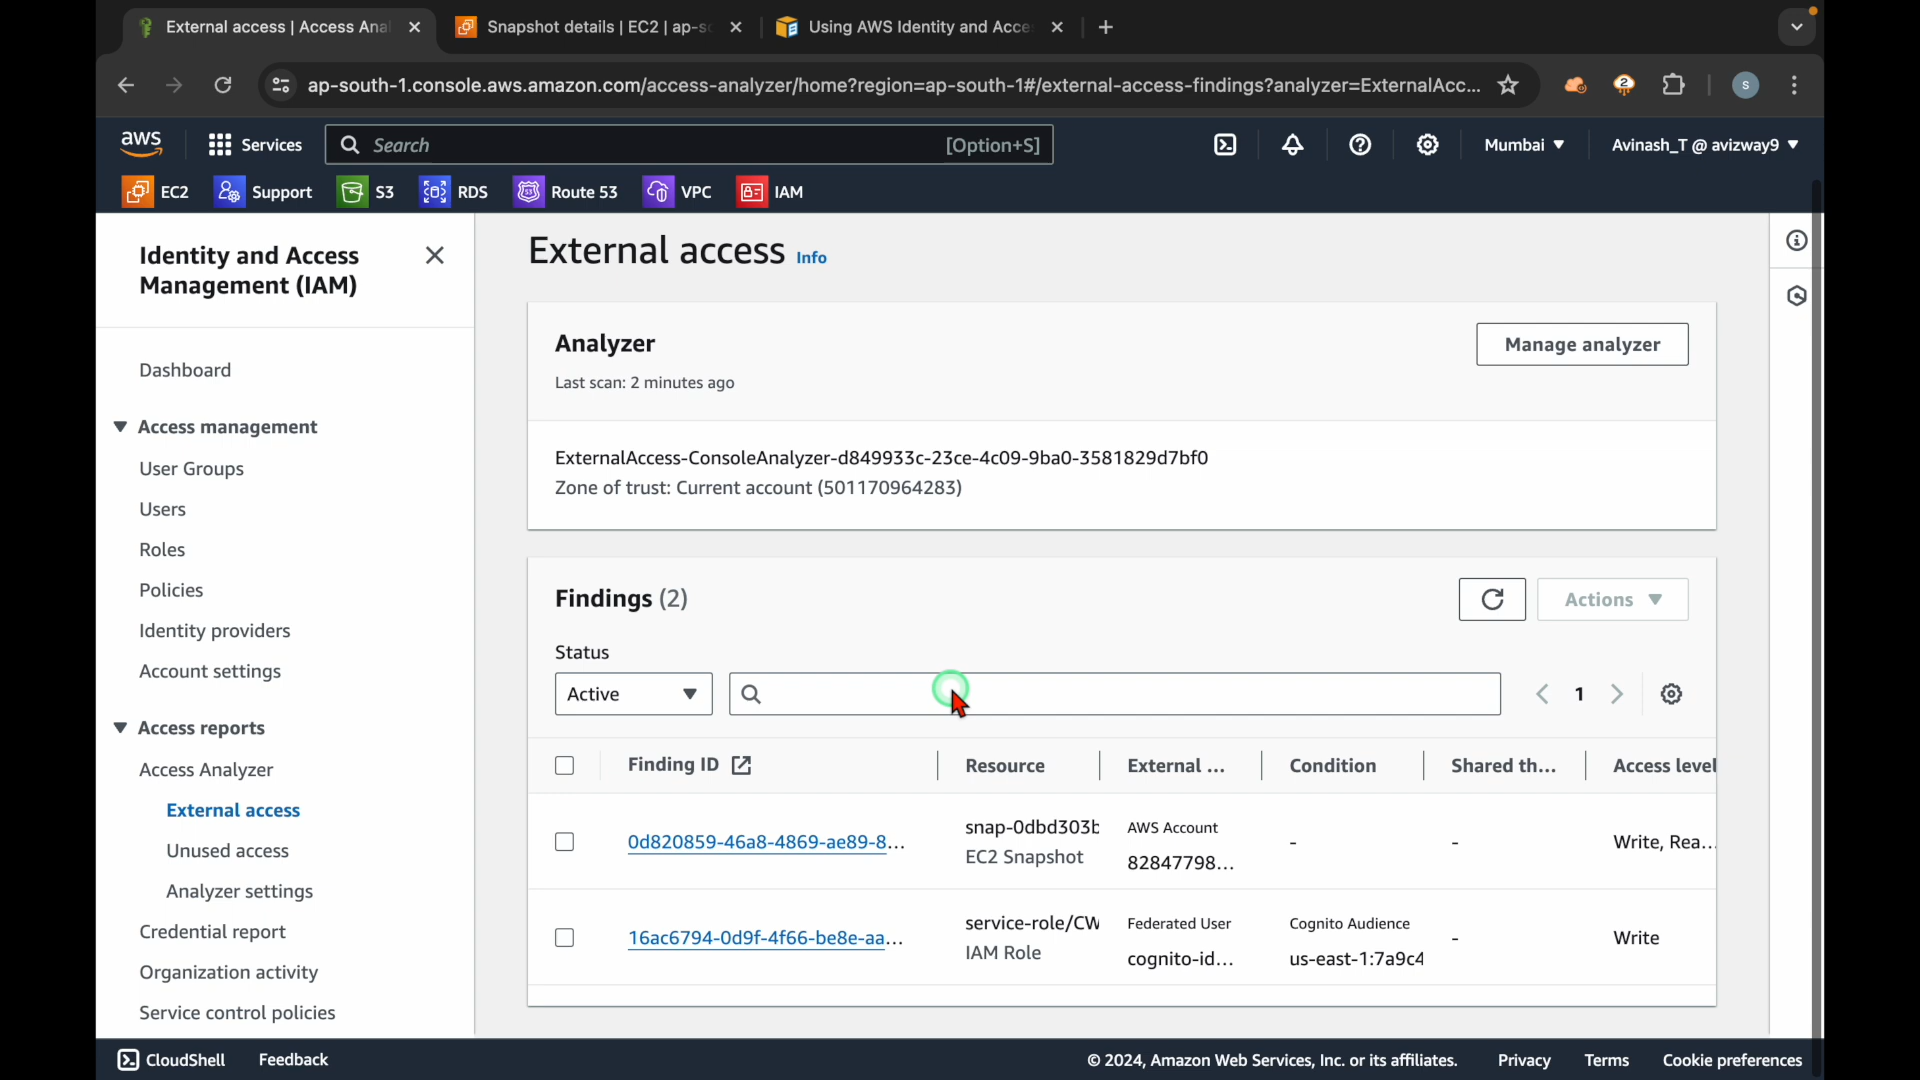 External access | Access Anal
Snapshot details | EC2 | ap-so
Using AWS Identity and Acce
ap-south-1.console.aws.amazon.com/access-analyzer/home?region=ap-south-1#/external-access-findings?analyzer=ExternalAcc...
2
S
aws
Services
Search
[Option+S]
Mumbai
Avinash_T @ avizway9
EC2
Support
S3
RDS
Route 53
VPC
IAM
Identity and Access
Management (IAM)
Dashboard
Access management
User Groups
Users
Roles
Policies
Identity providers
Account settings
Access reports
Access Analyzer
External access
Unused access
Analyzer settings
Credential report
Organization activity
Service control policies
External access Info
Analyzer
Manage analyzer
Last scan: 2 minutes ago
ExternalAccess-ConsoleAnalyzer-d849933c-23ce-4c09-9ba0-3581829d7bf0
Zone of trust: Current account (501170964283)
Findings (2)
Actions
Status
Active
1
Finding ID
Resource
External ...
Condition
Shared th...
Access level
0d820859-46a8-4869-ae89-8...
snap-0dbd303b
EC2 Snapshot
AWS Account
82847798...
-
-
Write, Rea...
16ac6794-0d9f-4f66-be8e-aa...
service-role/CW
IAM Role
Federated User
cognito-id...
Cognito Audience
us-east-1:7a9c4
-
Write
CloudShell
Feedback
© 2024, Amazon Web Services, Inc. or its affiliates.
Privacy
Terms
Cookie preferences